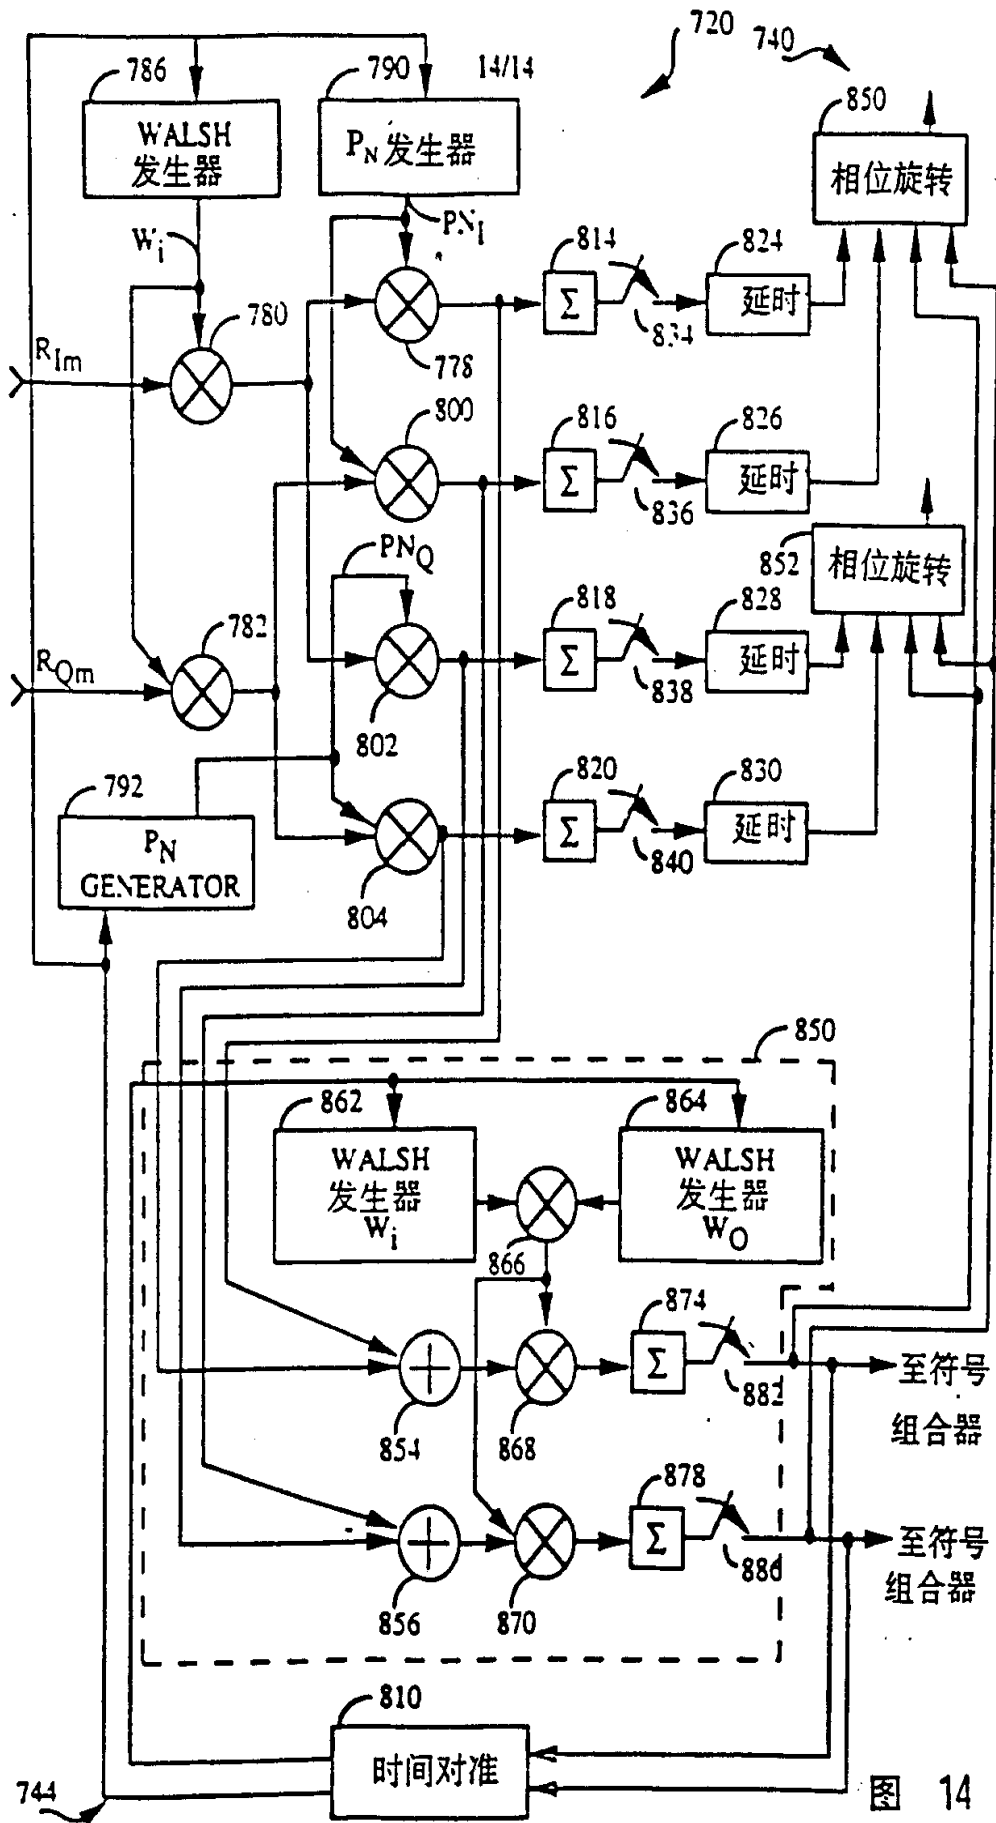 720
740
786
790
14/14
850
WALSH
发生器
PN 发生器
相位旋转
PNI
Wi
814
824
780
Σ
延时
834
RIm
778
800
816
826
Σ
延时
836
PNQ
852
相位旋转
782
818
828
Σ
延时
838
RQm
802
792
820
830
Σ
延时
840
PN
GENERATOR
804
850
862
864
WALSH
发生器
Wi
WALSH
发生器
WO
866
874
Σ
882
至符号
组合器
854
868
878
Σ
886
至符号
组合器
856
870
810
时间对准
744
图 14